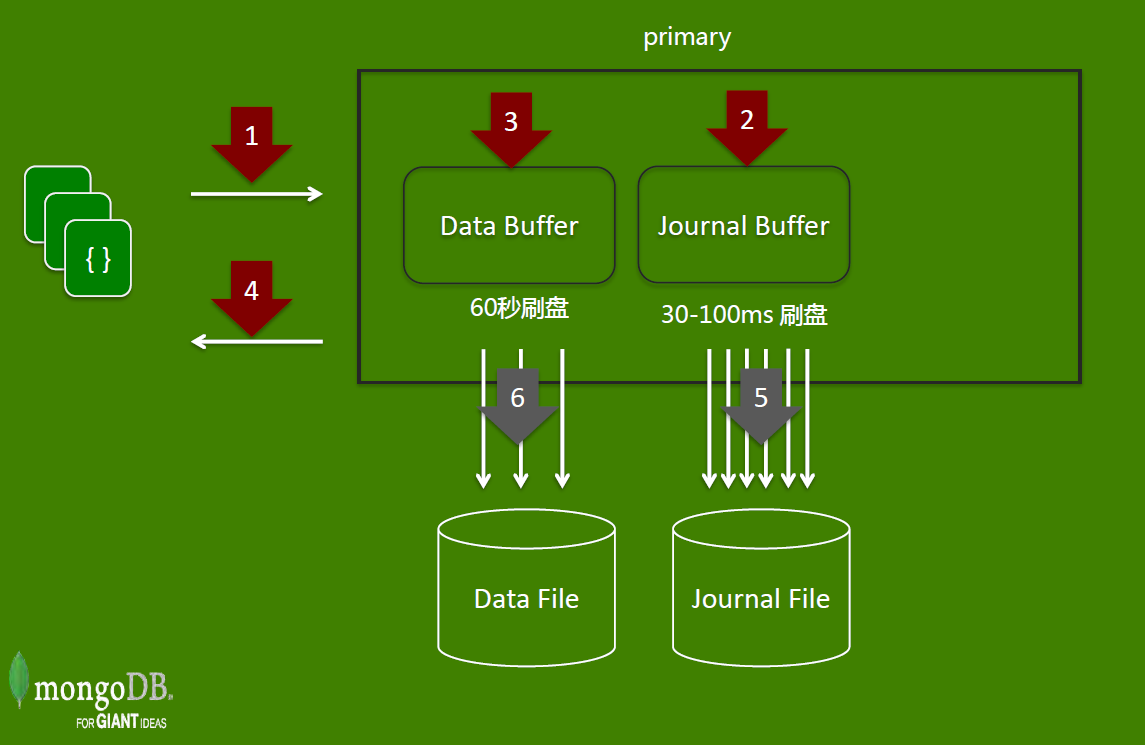 primary
1
3
2
Data Buffer
Journal Buffer
{ }
4
60秒刷盘
30-100ms 刷盘
6
5
Data File
Journal File
mongoDB
FOR GIANT IDEAS